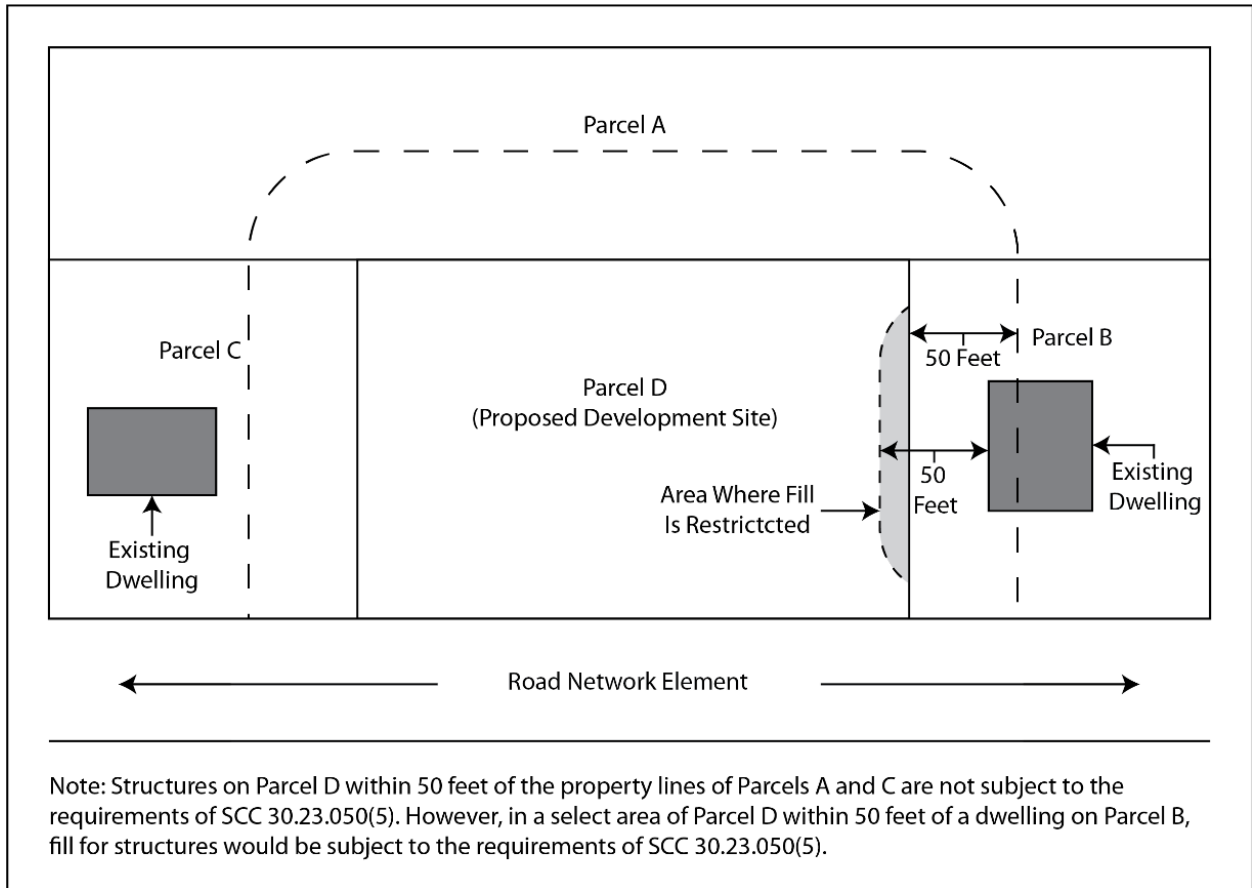 Parcel A
Parcel C
50 Feet
Parcel B
Parcel D
(Proposed Development Site)
50
Feet
Area Where Fill
Is Restrictcted
Existing
Dwelling
Existing
Dwelling
Road Network Element
Note: Structures on Parcel D within 50 feet of the property lines of Parcels A and C are not subject to the
requirements of SCC 30.23.050(5). However, in a select area of Parcel D within 50 feet of a dwelling on Parcel B,
fill for structures would be subject to the requirements of SCC 30.23.050(5).